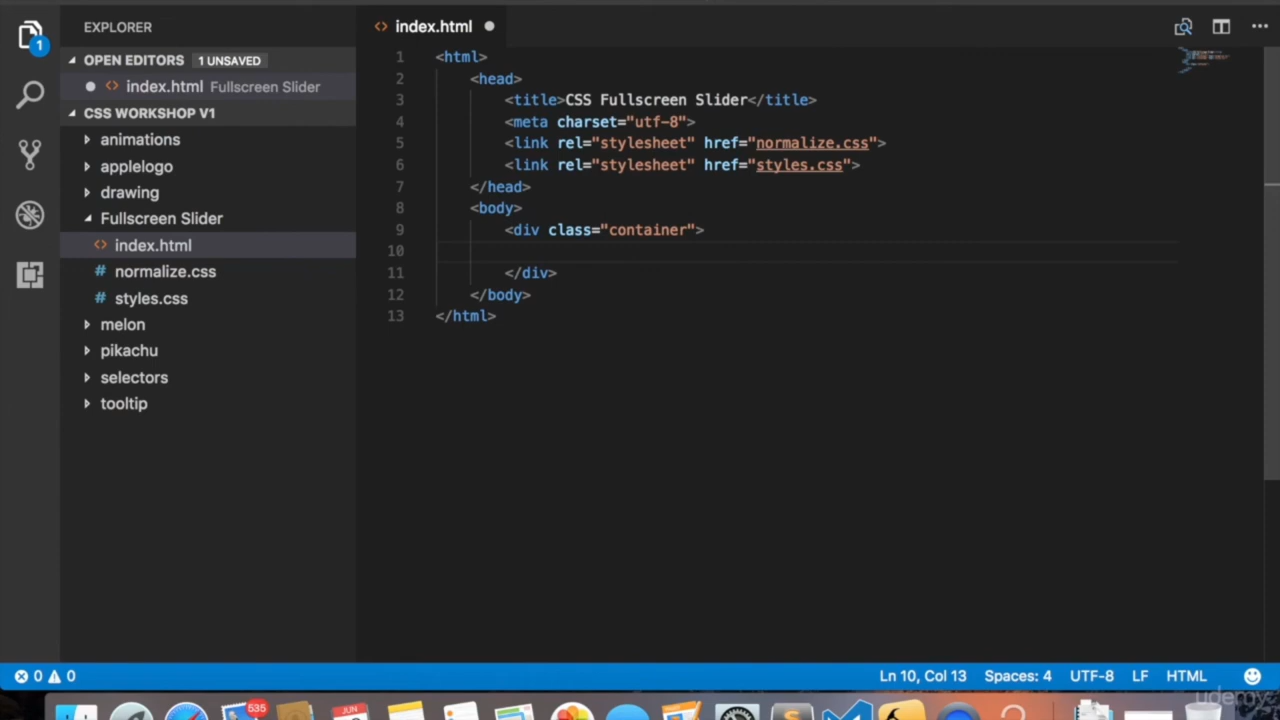 EXPLORER
OPEN EDITORS 1 UNSAVED
index.html Fullscreen Slider
CSS WORKSHOP V1
animations
applelogo
drawing
Fullscreen Slider
index.html
normalize.css
styles.css
melon
pikachu
selectors
tooltip
1
index.html
1 <html>
2 <head>
3 <title>CSS Fullscreen Slider</title>
4 <meta charset="utf-8">
5 <link rel="stylesheet" href="normalize.css">
6 <link rel="stylesheet" href="styles.css">
7 </head>
8 <body>
9 <div class="container">
10
11 </div>
12 </body>
13 </html>
0 0
Ln 10, Col 13 Spaces: 4 UTF-8 LF HTML
udemy
535
JUN